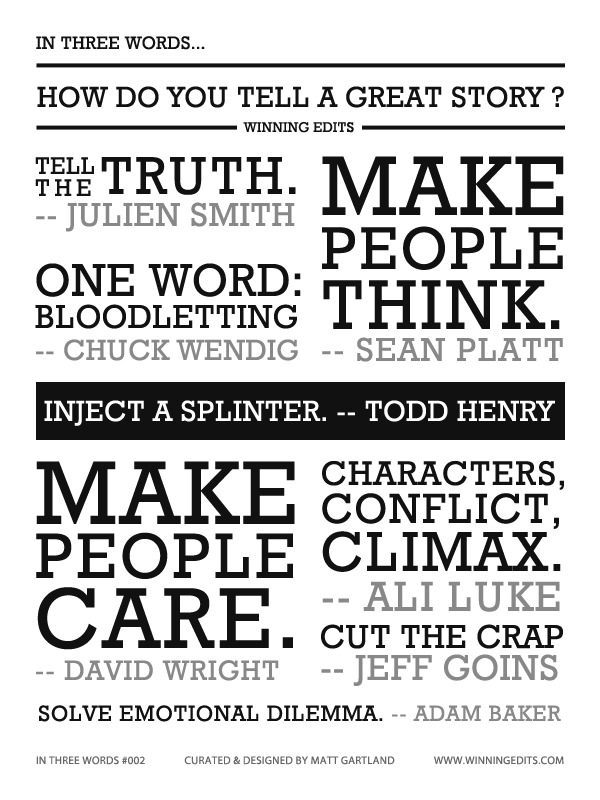 IN THREE WORDS...
HOW DO YOU TELL A GREAT STORY ?
WINNING EDITS
TELL
THE TRUTH.
-- JULIEN SMITH
ONE WORD:
BLOODLETTING
-- CHUCK WENDIG
MAKE
PEOPLE
THINK.
-- SEAN PLATT
INJECT A SPLINTER. -- TODD HENRY
MAKE
PEOPLE
CARE.
-- DAVID WRIGHT
CHARACTERS,
CONFLICT,
CLIMAX.
-- ALI LUKE
CUT THE CRAP
-- JEFF GOINS
SOLVE EMOTIONAL DILEMMA. -- ADAM BAKER
IN THREE WORDS #002
CURATED & DESIGNED BY MATT GARTLAND
WWW.WINNINGEDITS.COM